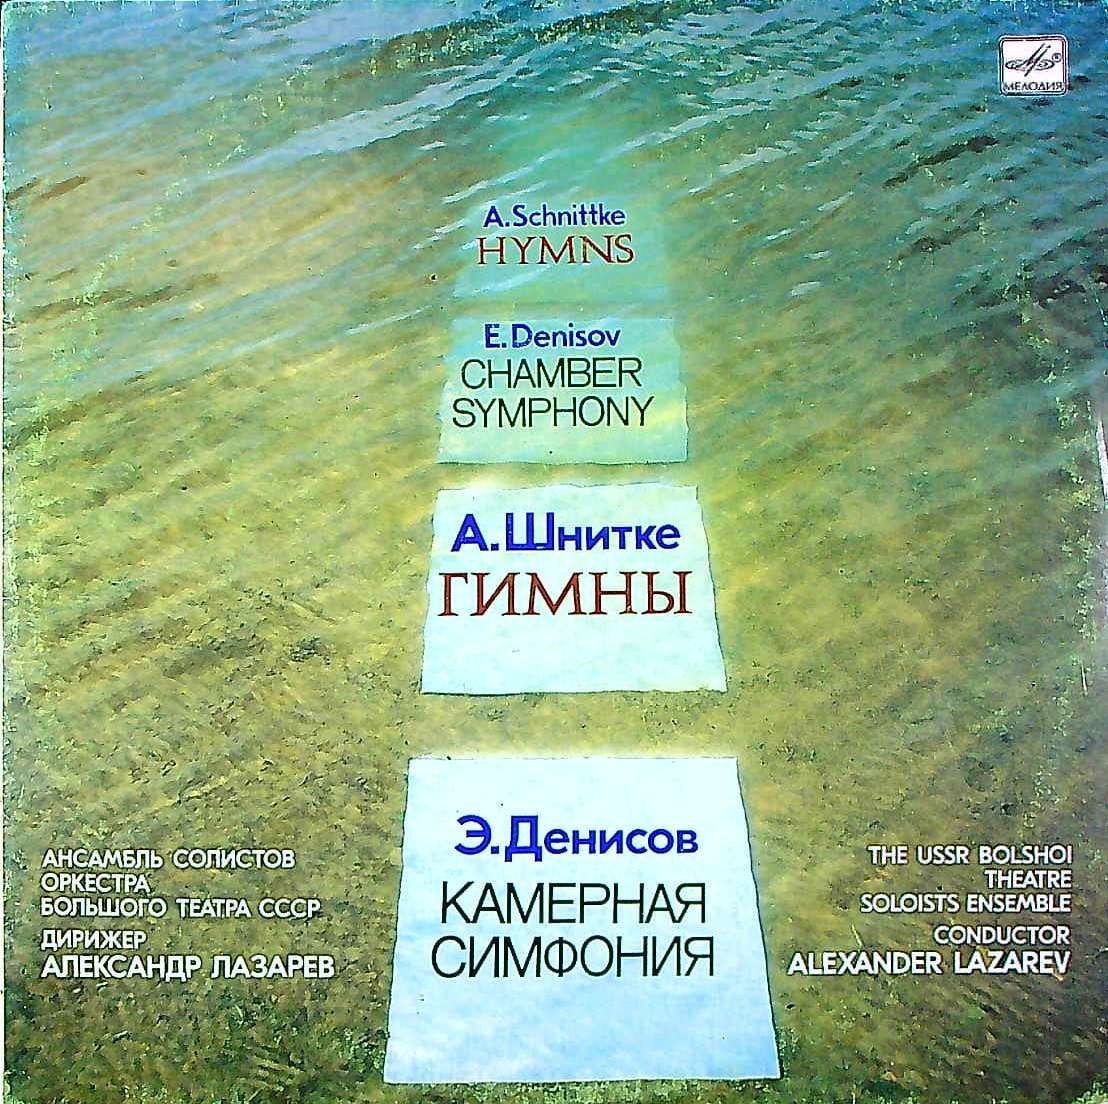 МЕЛОДИЯ
A.Schnittke
HYMNS
E.Denisov
CHAMBER
SYMPHONY
А.Шнитке
ГИМНЫ
Э.Денисов
КАМЕРНАЯ
СИМФОНИЯ
АНСАМБЛЬ СОЛИСТОВ
ОРКЕСТРА
БОЛЬШОГО ТЕАТРА СССР
ДИРИЖЕР
АЛЕКСАНДР ЛАЗАРЕВ
THE USSR BOLSHOI
THEATRE
SOLOISTS ENSEMBLE
CONDUCTOR
ALEXANDER LAZAREV